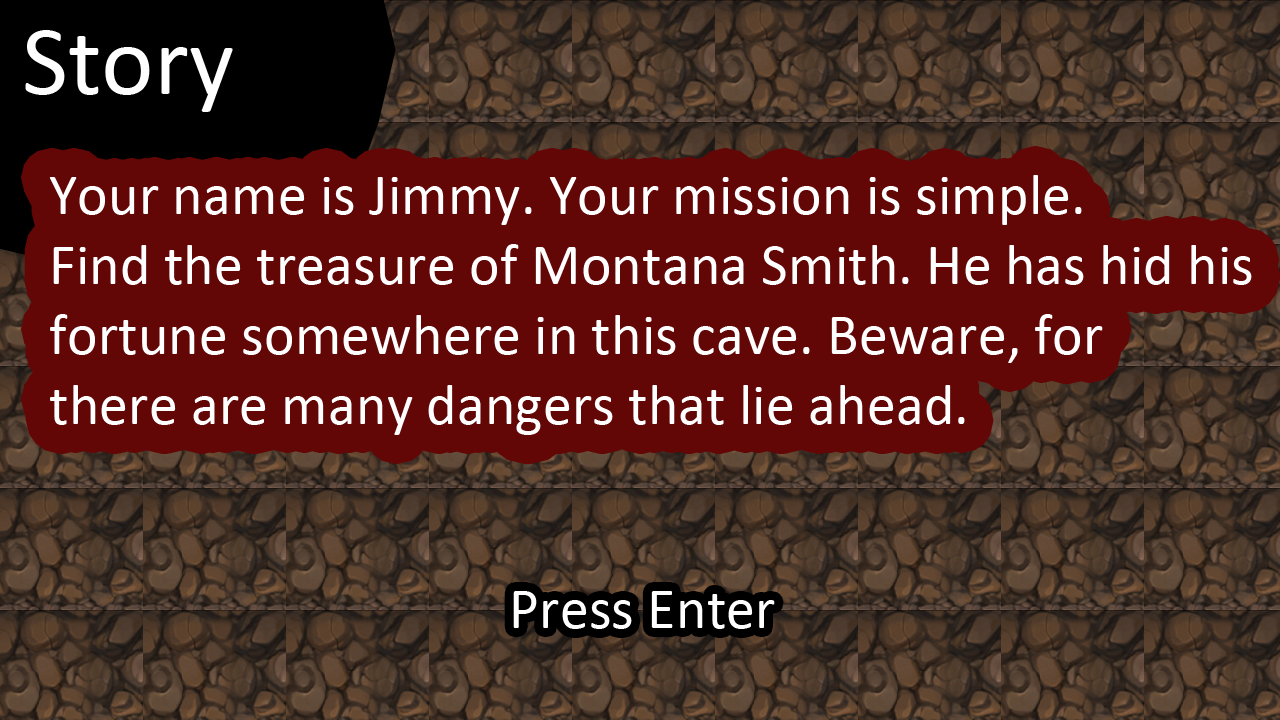 Story
Your name is Jimmy. Your mission is simple.
Find the treasure of Montana Smith. He has hid his
fortune somewhere in this cave. Beware, for
there are many dangers that lie ahead.
Press Enter